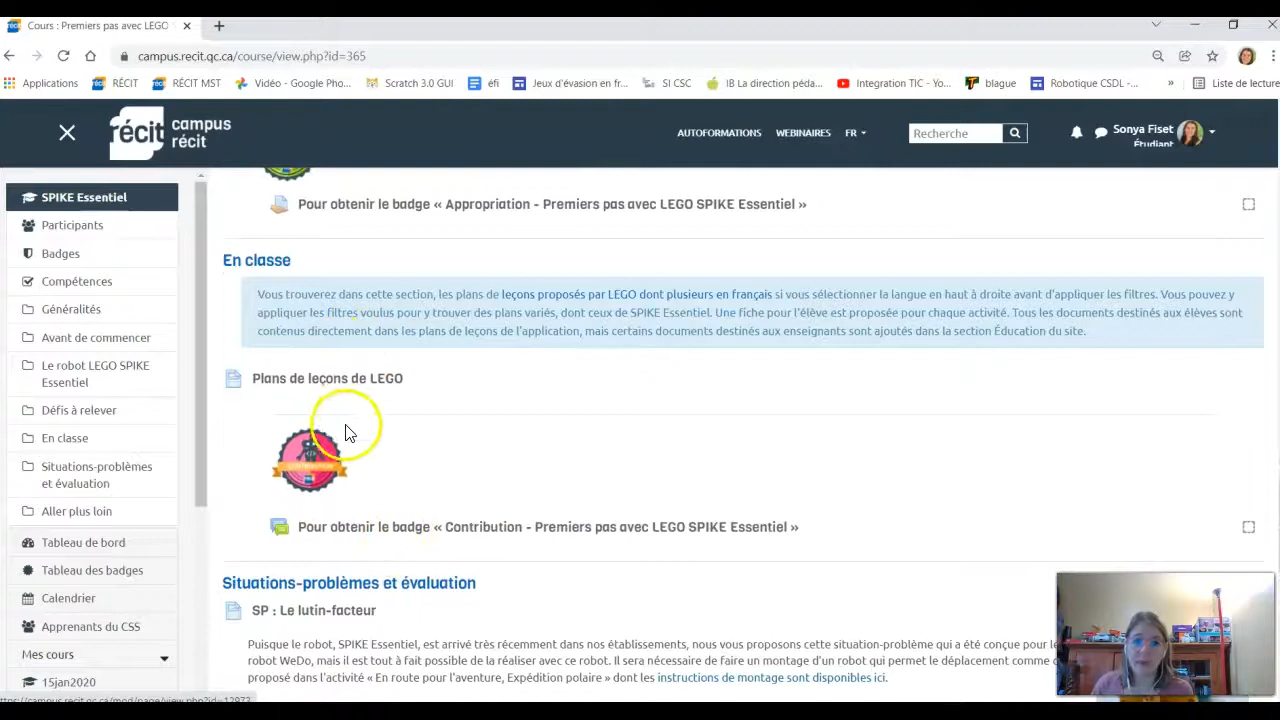 Cours : Premiers pas avec LEGO
campus.recit.qc.ca/course/view.php?id=365
Applications RÉCIT RÉCIT MST Vidéo - Google Pho... Scratch 3.0 GUI éfi Jeux d'évasion en fr... SI CSC IB La direction péda... Integration TIC - Yo... blague Robotique CSDL -... » Liste de lecture
récit campus récit
AUTOFORMATIONS WEBINAIRES FR Recherche Sonya Fiset
Étudiant
SPIKE Essentiel
Participants
Badges
Compétences
Généralités
Avant de commencer
Le robot LEGO SPIKE
Essentiel
Défis à relever
En classe
Situations-problèmes
et évaluation
Aller plus loin
Tableau de bord
Tableau des badges
Calendrier
Apprenants du CSS
Mes cours
15jan2020
Pour obtenir le badge « Appropriation - Premiers pas avec LEGO SPIKE Essentiel »
En classe
Vous trouverez dans cette section, les plans de leçons proposés par LEGO dont plusieurs en français si vous sélectionner la langue en haut à droite avant d'appliquer les filtres. Vous pouvez y
appliquer les filtres voulus pour y trouver des plans variés, dont ceux de SPIKE Essentiel. Une fiche pour l'élève est proposée pour chaque activité. Tous les documents destinés aux élèves sont
contenus directement dans les plans de leçons de l'application, mais certains documents destinés aux enseignants sont ajoutés dans la section Éducation du site.
Plans de leçons de LEGO
CONTRIBUTION
Pour obtenir le badge « Contribution - Premiers pas avec LEGO SPIKE Essentiel »
Situations-problèmes et évaluation
SP : Le lutin-facteur
Puisque le robot, SPIKE Essentiel, est arrivé très récemment dans nos établissements, nous vous proposons cette situation-problème qui a été conçue pour le
robot WeDo, mais il est tout à fait possible de la réaliser avec ce robot. Il sera nécessaire de faire un montage d'un robot qui permet le déplacement comme
proposé dans l'activité « En route pour l'aventure, Expédition polaire » dont les instructions de montage sont disponibles ici.